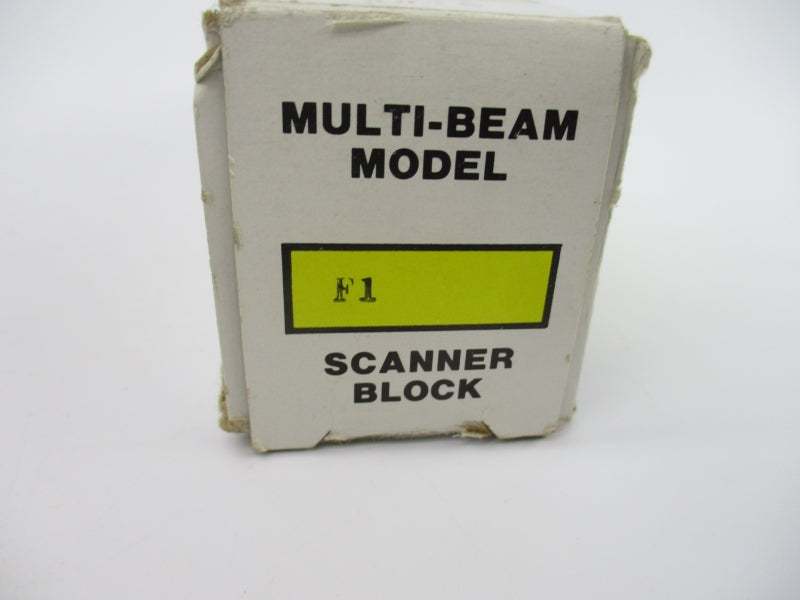 MULTI-BEAM
MODEL
F1
SCANNER
BLOCK